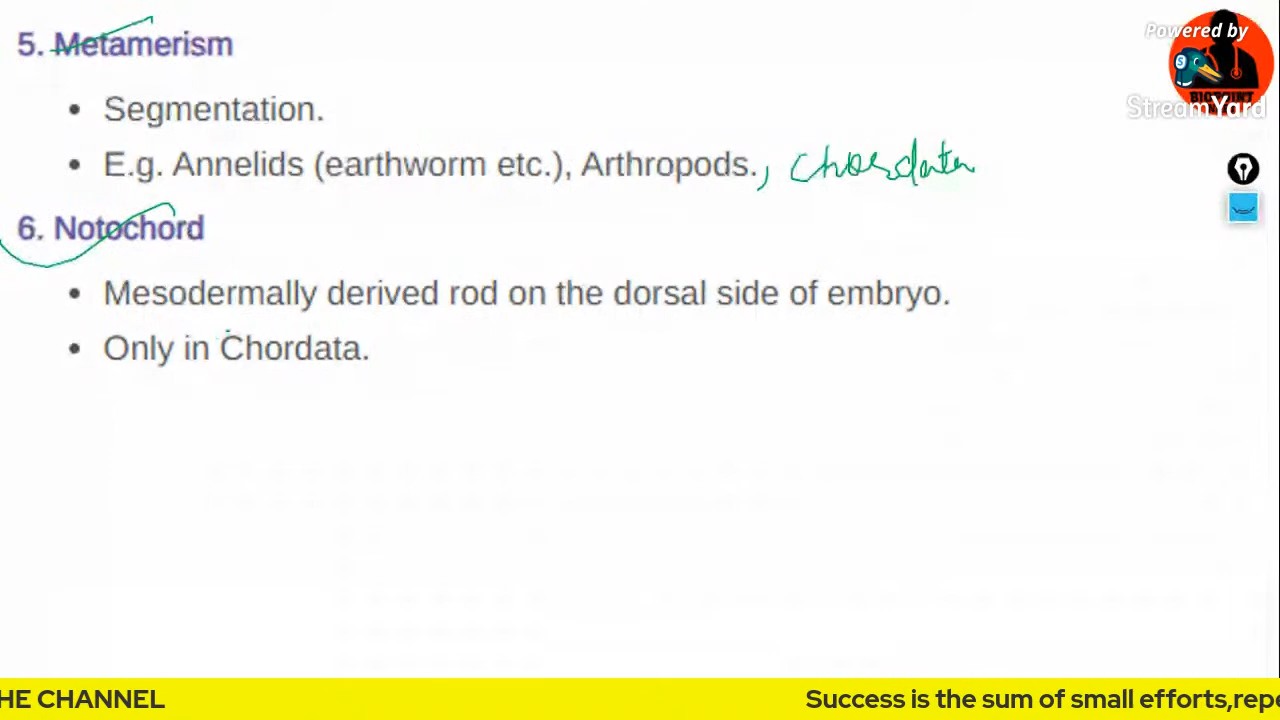 Powered by
StreamYard
5. Metamerism
• Segmentation.
• E.g. Annelids (earthworm etc.), Arthropods., Chordata
6. Notochord
• Mesodermally derived rod on the dorsal side of embryo.
• Only in Chordata.
HE CHANNEL
Success is the sum of small efforts,repe